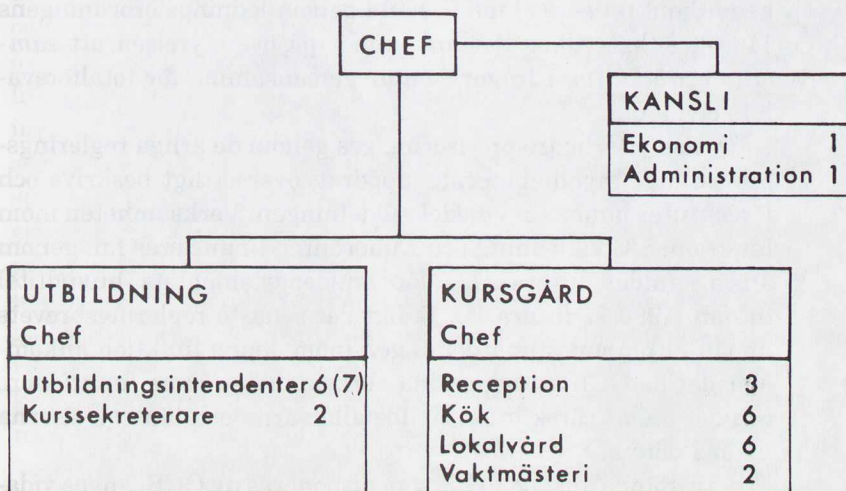 CHEF
KANSLI
Ekonomi 1
Administration 1
UTBILDNING
Chef
Utbildningsintendenter 6(7)
Kurssekreterare 2
KURSGÅRD
Chef
Reception 3
Kök 6
Lokalvård 6
Vaktmästeri 2